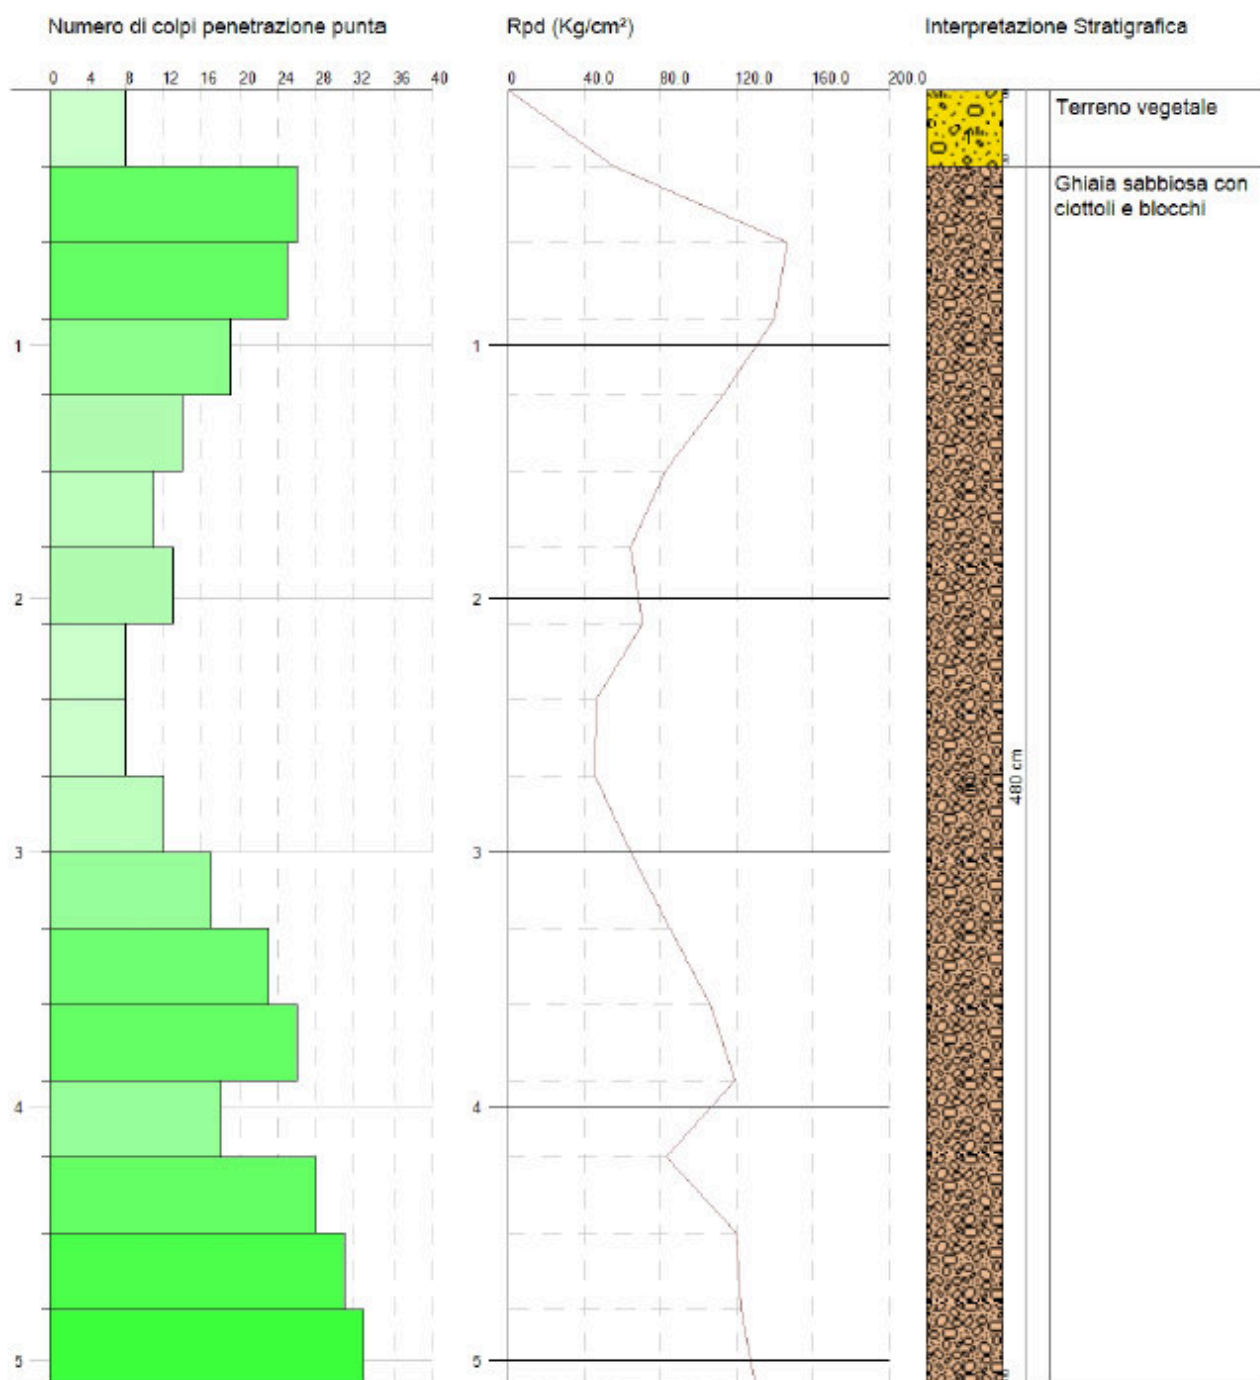 Numero di colpi penetrazione punta
Rpd (Kg/cm²)
Interpretazione Stratigrafica
0 4 8 12 16 20 24 28 32 36 40
0 40.0 80.0 120.0 160.0 200.0
Terreno vegetale
1
Ghiaia sabbiosa con
ciottoli e blocchi
1 1
2 2
480 cm
3 3
4 4
5 5